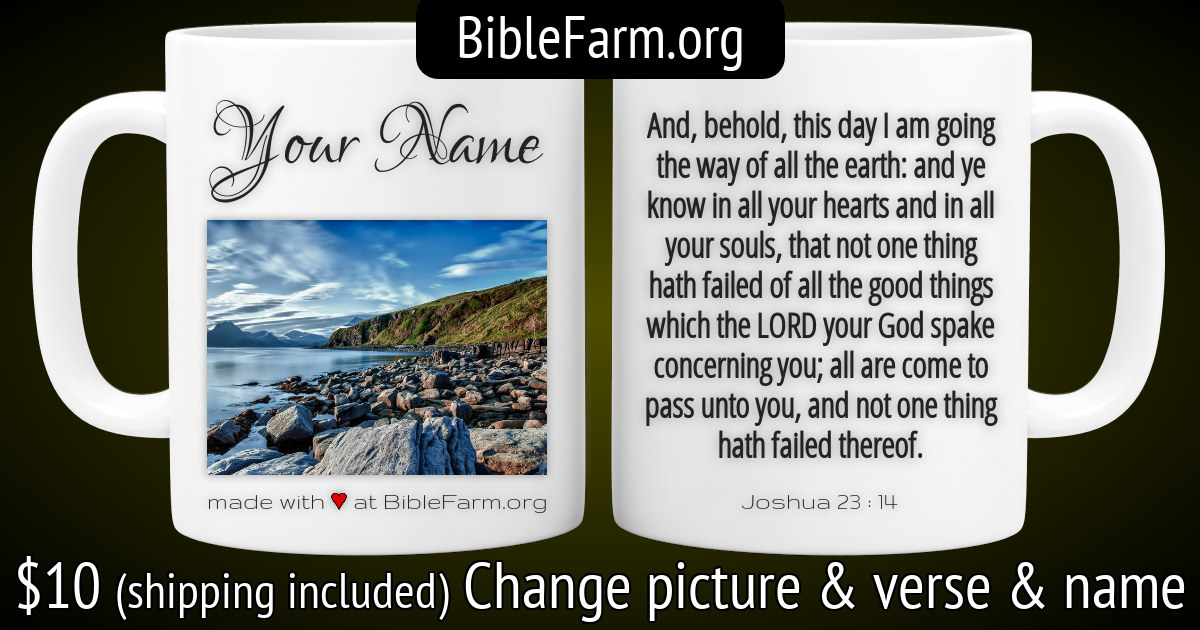 BibleFarm.org
Your Name
made with ♥ at BibleFarm.org
And, behold, this day I am going
the way of all the earth: and ye
know in all your hearts and in all
your souls, that not one thing
hath failed of all the good things
which the LORD your God spake
concerning you; all are come to
pass unto you, and not one thing
hath failed thereof.
Joshua 23 : 14
$10 (shipping included) Change picture & verse & name